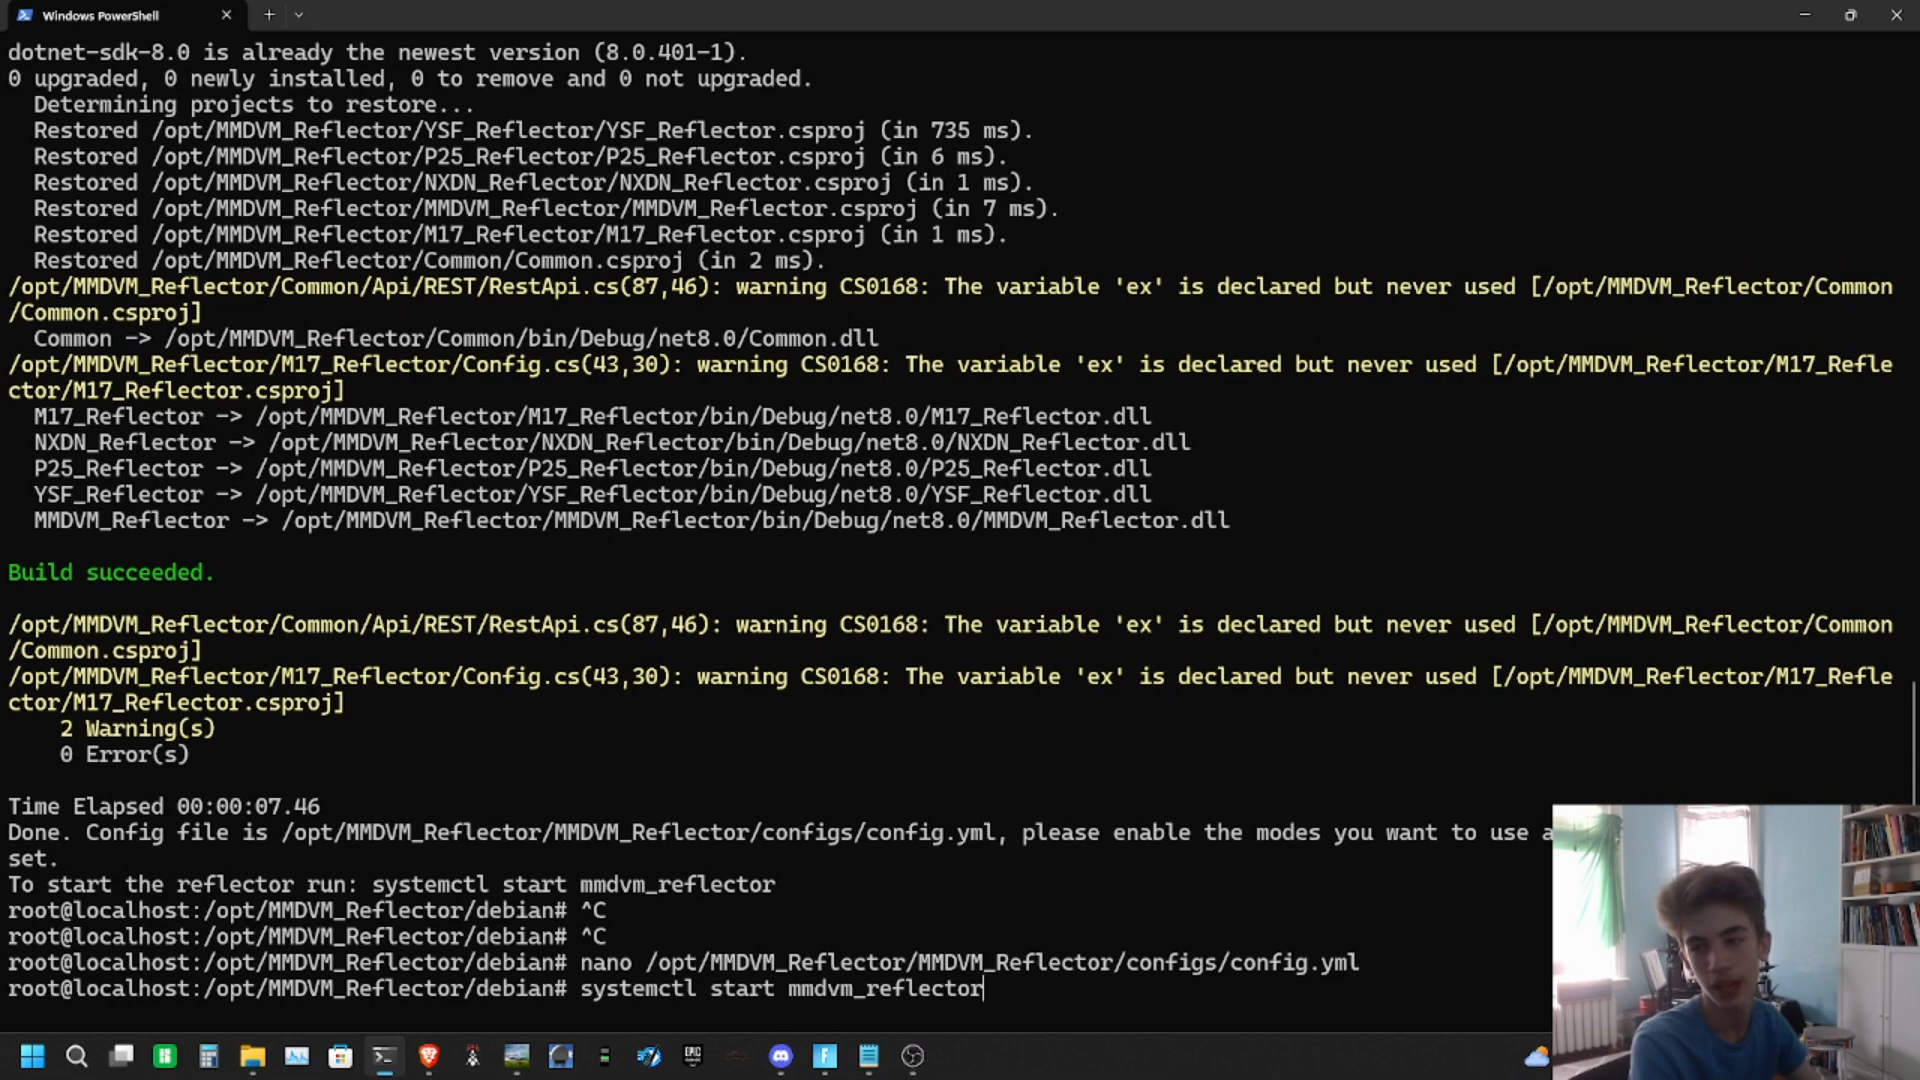 Windows PowerShell
dotnet-sdk-8.0 is already the newest version (8.0.401-1).
0 upgraded, 0 newly installed, 0 to remove and 0 not upgraded.
Determining projects to restore...
Restored /opt/MMDVM_Reflector/YSF_Reflector/YSF_Reflector.csproj (in 735 ms).
Restored /opt/MMDVM_Reflector/P25_Reflector/P25_Reflector.csproj (in 6 ms).
Restored /opt/MMDVM_Reflector/NXDN_Reflector/NXDN_Reflector.csproj (in 1 ms).
Restored /opt/MMDVM_Reflector/MMDVM_Reflector/MMDVM_Reflector.csproj (in 7 ms).
Restored /opt/MMDVM_Reflector/M17_Reflector/M17_Reflector.csproj (in 1 ms).
Restored /opt/MMDVM_Reflector/Common/Common.csproj (in 2 ms).
/opt/MMDVM_Reflector/Common/Api/REST/RestApi.cs(87,46): warning CS0168: The variable 'ex' is declared but never used [/opt/MMDVM_Reflector/Common
/Common.csproj]
Common -> /opt/MMDVM_Reflector/Common/bin/Debug/net8.0/Common.dll
/opt/MMDVM_Reflector/M17_Reflector/Config.cs(43,30): warning CS0168: The variable 'ex' is declared but never used [/opt/MMDVM_Reflector/M17_Refle
ctor/M17_Reflector.csproj]
M17_Reflector -> /opt/MMDVM_Reflector/M17_Reflector/bin/Debug/net8.0/M17_Reflector.dll
NXDN_Reflector -> /opt/MMDVM_Reflector/NXDN_Reflector/bin/Debug/net8.0/NXDN_Reflector.dll
P25_Reflector -> /opt/MMDVM_Reflector/P25_Reflector/bin/Debug/net8.0/P25_Reflector.dll
YSF_Reflector -> /opt/MMDVM_Reflector/YSF_Reflector/bin/Debug/net8.0/YSF_Reflector.dll
MMDVM_Reflector -> /opt/MMDVM_Reflector/MMDVM_Reflector/bin/Debug/net8.0/MMDVM_Reflector.dll
Build succeeded.
/opt/MMDVM_Reflector/Common/Api/REST/RestApi.cs(87,46): warning CS0168: The variable 'ex' is declared but never used [/opt/MMDVM_Reflector/Common
/Common.csproj]
/opt/MMDVM_Reflector/M17_Reflector/Config.cs(43,30): warning CS0168: The variable 'ex' is declared but never used [/opt/MMDVM_Reflector/M17_Refle
ctor/M17_Reflector.csproj]
2 Warning(s)
0 Error(s)
Time Elapsed 00:00:07.46
Done. Config file is /opt/MMDVM_Reflector/MMDVM_Reflector/configs/config.yml, please enable the modes you want to use a
set.
To start the reflector run: systemctl start mmdvm_reflector
root@localhost:/opt/MMDVM_Reflector/debian# ^C
root@localhost:/opt/MMDVM_Reflector/debian# ^C
root@localhost:/opt/MMDVM_Reflector/debian# nano /opt/MMDVM_Reflector/MMDVM_Reflector/configs/config.yml
root@localhost:/opt/MMDVM_Reflector/debian# systemctl start mmdvm_reflector
EPIC